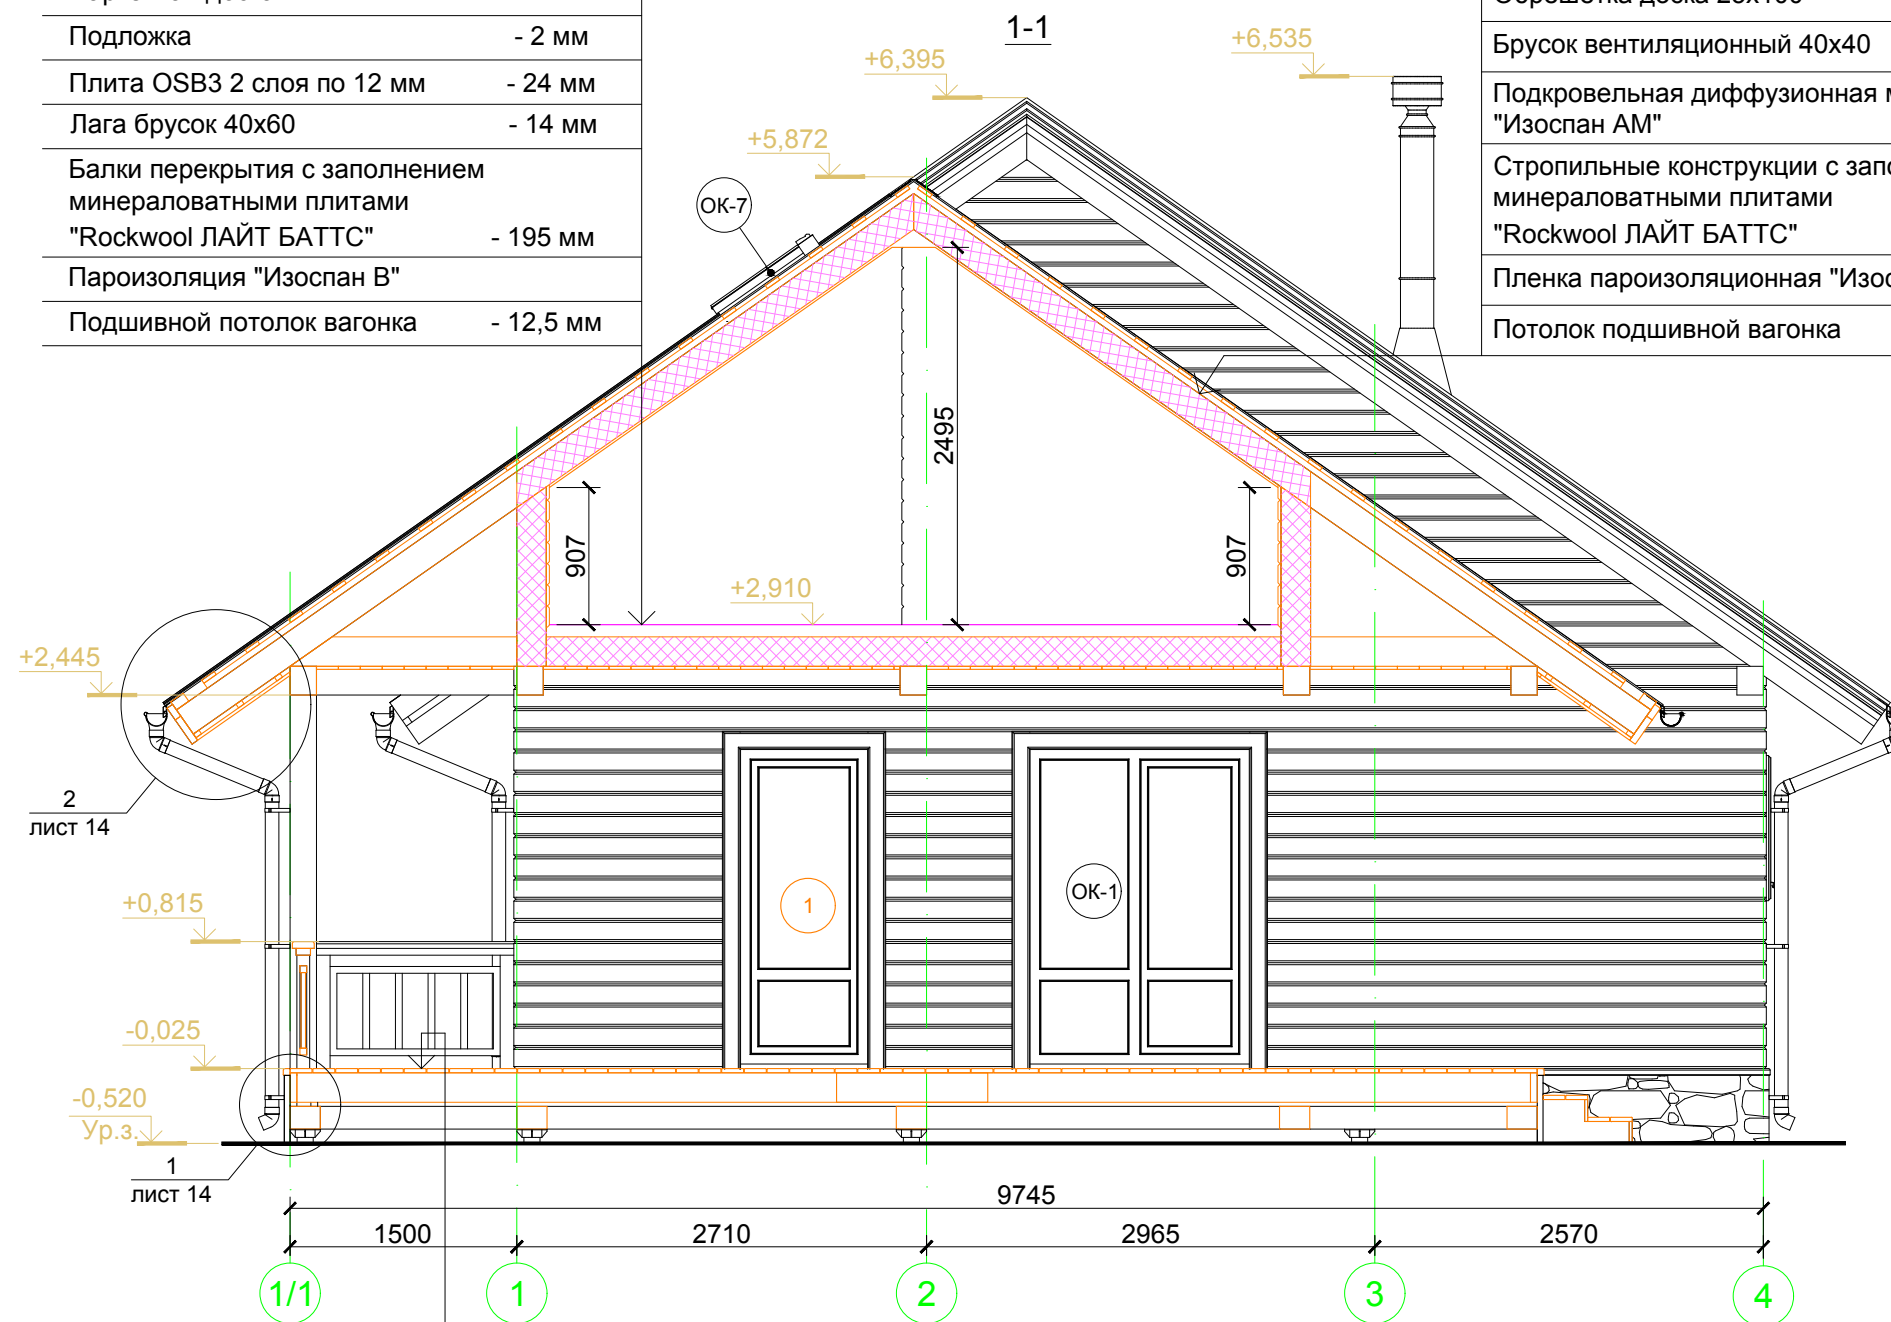 Подложка - 2 мм
Плита OSB3 2 слоя по 12 мм - 24 мм
Лага брусок 40х60 - 14 мм
Балки перекрытия с заполнением
минераловатными плитами
"Rockwool ЛАЙТ БАТТС" - 195 мм
Пароизоляция "Изоспан В"
Подшивной потолок вагонка - 12,5 мм
1-1
Брусок вентиляционный 40х40
Подкровельная диффузионная
"Изоспан АМ"
Стропильные конструкции с
минераловатными плитами
"Rockwool ЛАЙТ БАТТС"
Пленка пароизоляционная
Потолок подшивной вагонка
+6,395
+6,535
+5,872
ОК-7
2495
907
907
+2,910
+2,445
2
лист 14
+0,815
1
ОК-1
-0,025
-0,520
Ур.з.
1
лист 14
9745
1500
2710
2965
2570
1/1
1
2
3
4